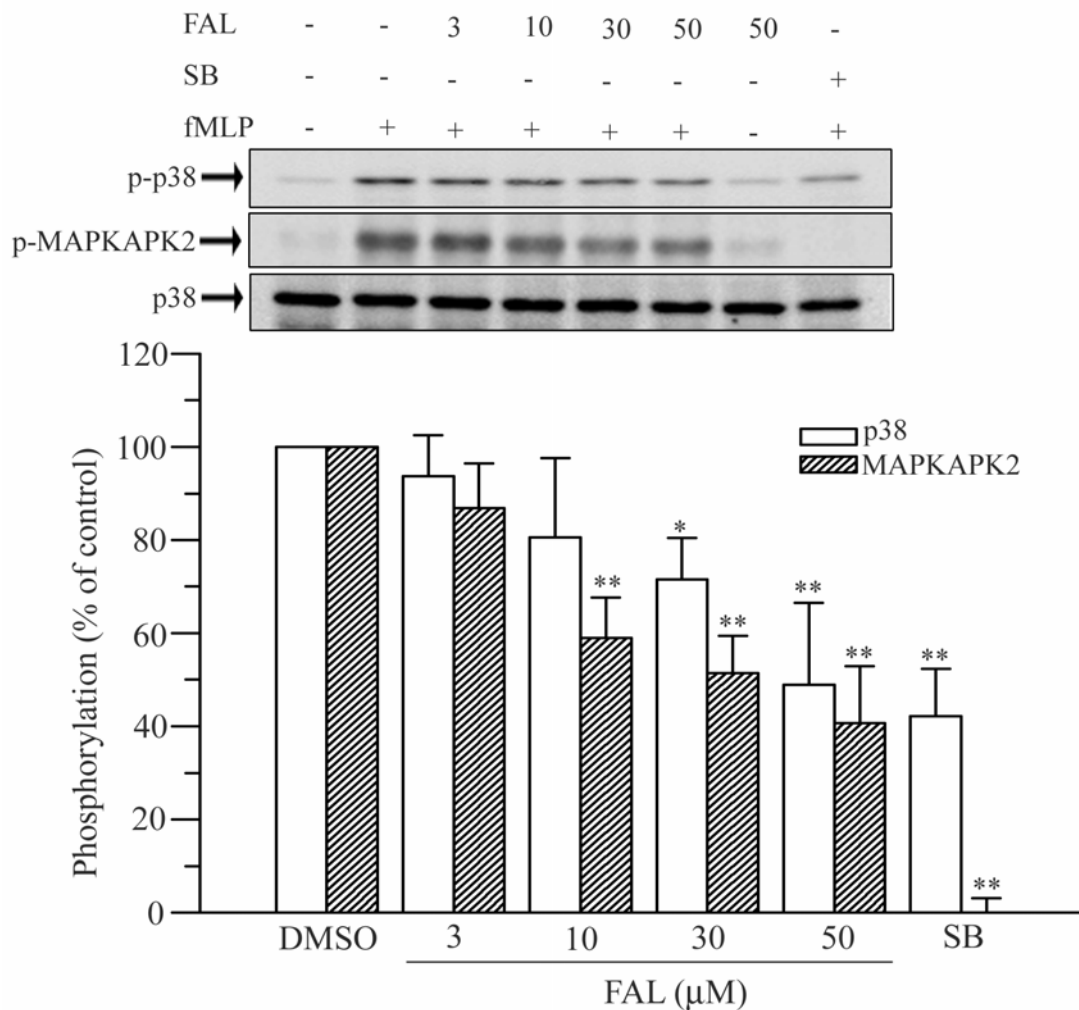 FAL - - 3 10 30 50 50 -
SB - - - - - - - +
fMLP - + + + + + - +
p-p38
p-MAPKAPK2
p38
120
100
80
60
40
20
0
Phosphorylation (% of control)
p38
MAPKAPK2
*
**
**
**
**
**
**
**
DMSO 3 10 30 50 SB
FAL (μM)